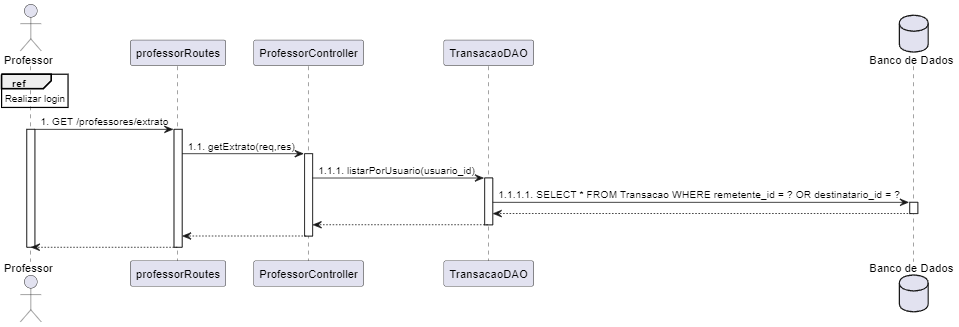 Professor
professorRoutes
ProfessorController
TransacaoDAO
Banco de Dados
ref
Realizar login
1. GET /professores/extrato
1.1. getExtrato(req,res)
1.1.1. listarPorUsuario(usuario_id)
1.1.1.1. SELECT * FROM Transacao WHERE remetente_id = ? OR destinatario_id = ?
Professor
professorRoutes
ProfessorController
TransacaoDAO
Banco de Dados